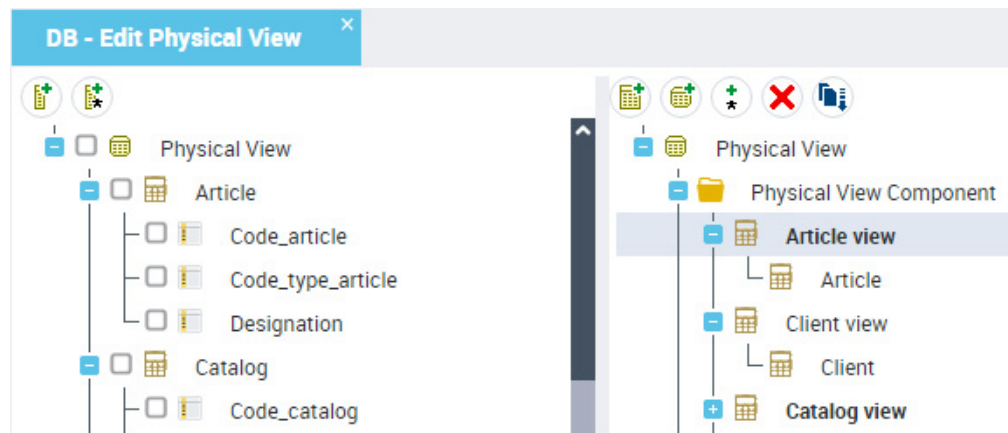 DB - Edit Physical View
Physical View
Article
Code_article
Code_type_article
Designation
Catalog
Code_catalog
Physical View
Physical View Component
Article view
Article
Client view
Client
Catalog view